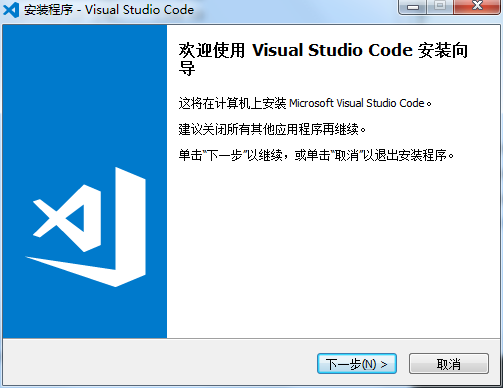 安装程序 - Visual Studio Code
欢迎使用 Visual Studio Code 安装向
导
这将在计算机上安装 Microsoft Visual Studio Code。
建议关闭所有其他应用程序再继续。
单击“下一步”以继续，或单击“取消”以退出安装程序。
下一步(N) >
取消